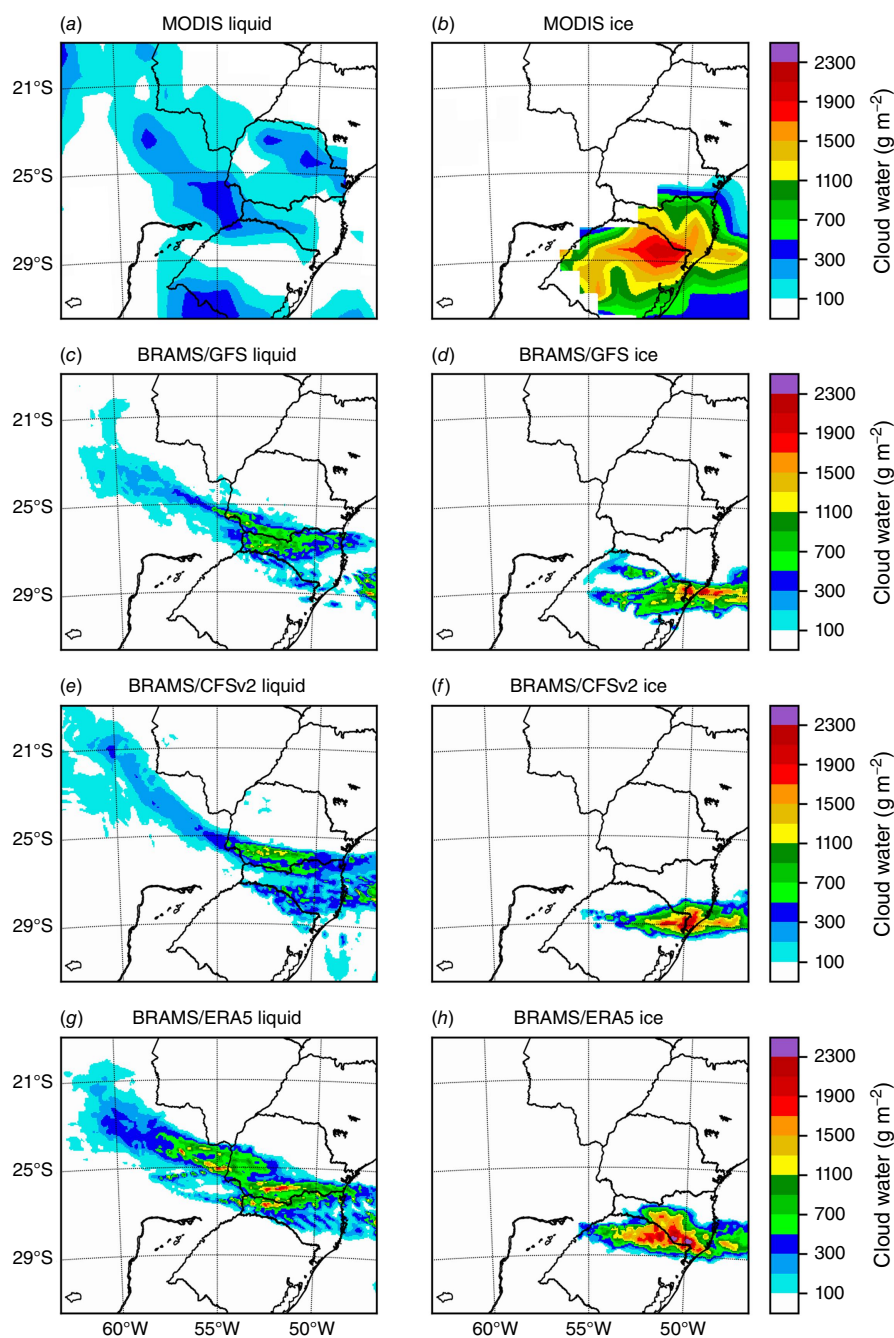 (a) MODIS liquid
(b) MODIS ice
21°S
25°S
29°S
2300
1900
1500
1100
700
300
100
Cloud water (g m−2)
(c) BRAMS/GFS liquid
(d) BRAMS/GFS ice
21°S
25°S
29°S
2300
1900
1500
1100
700
300
100
Cloud water (g m−2)
(e) BRAMS/CFSv2 liquid
(f) BRAMS/CFSv2 ice
21°S
25°S
29°S
2300
1900
1500
1100
700
300
100
Cloud water (g m−2)
(g) BRAMS/ERA5 liquid
(h) BRAMS/ERA5 ice
21°S
25°S
29°S
2300
1900
1500
1100
700
300
100
Cloud water (g m−2)
60°W 55°W 50°W
60°W 55°W 50°W